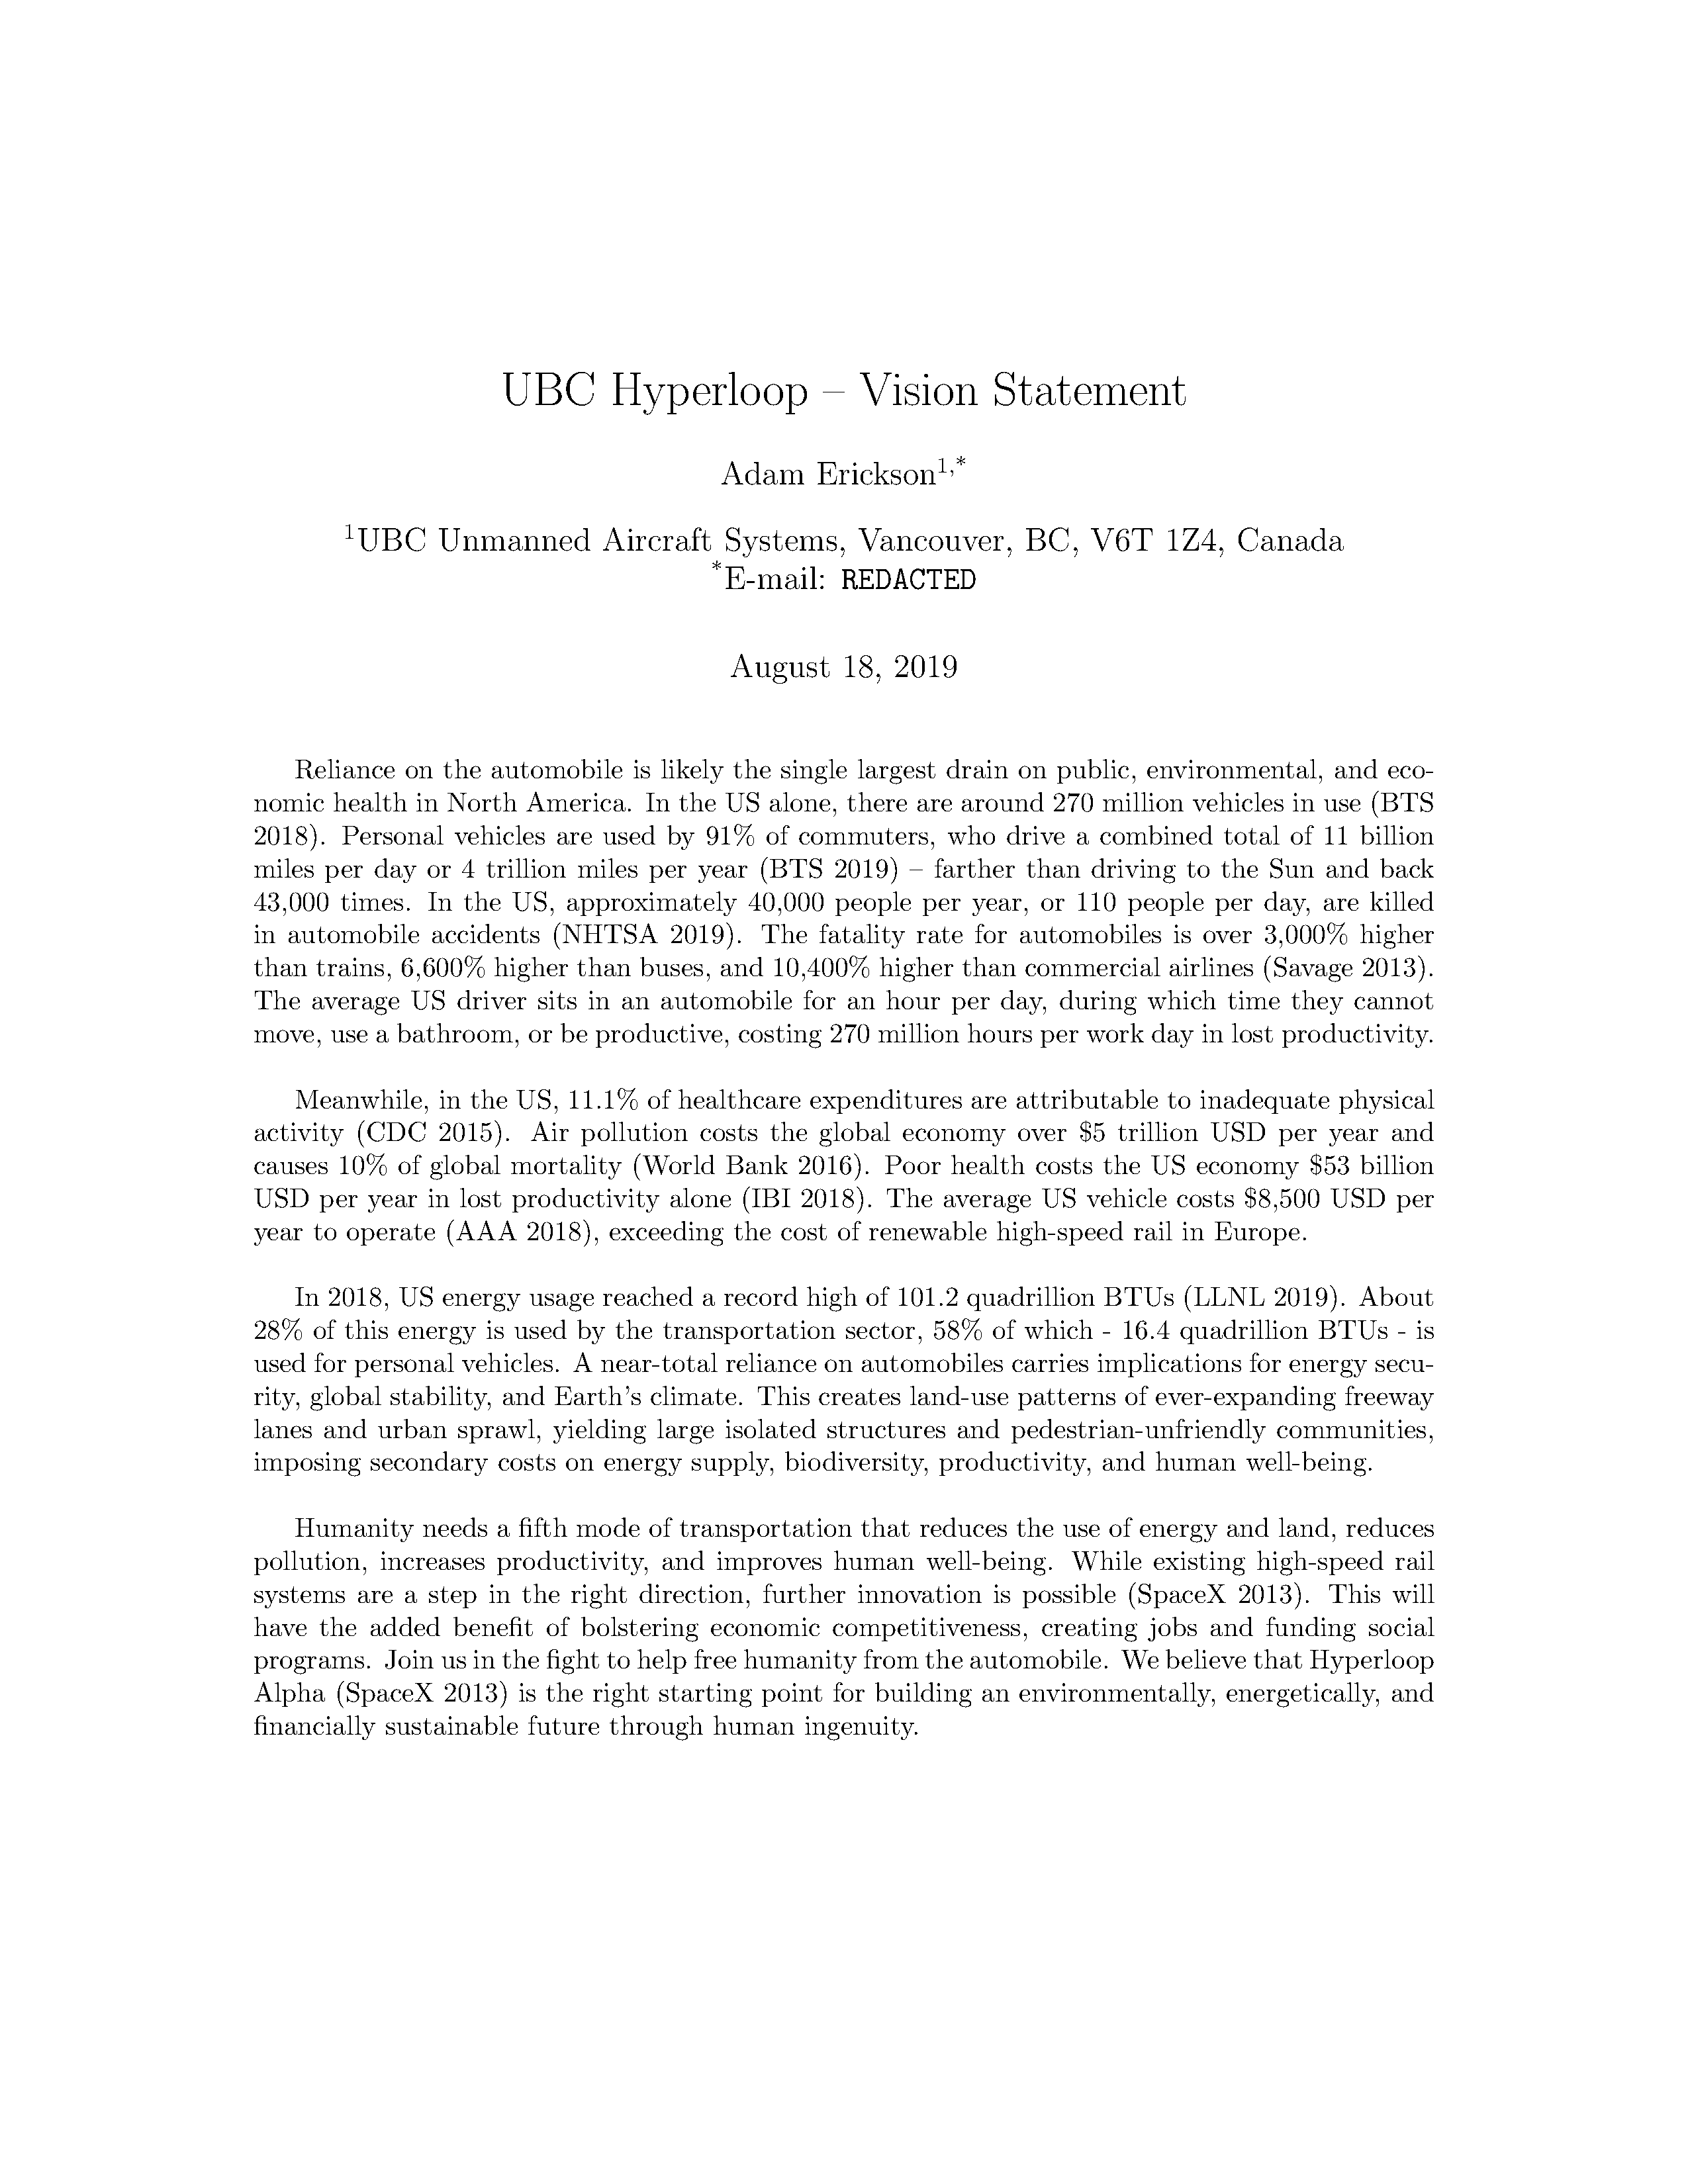 UBC Hyperloop – Vision Statement
Adam Erickson1,*
1UBC Unmanned Aircraft Systems, Vancouver, BC, V6T 1Z4, Canada
*E-mail: REDACTED
August 18, 2019
Reliance on the automobile is likely the single largest drain on public, environmental, and eco-
nomic health in North America. In the US alone, there are around 270 million vehicles in use (BTS
2018). Personal vehicles are used by 91% of commuters, who drive a combined total of 11 billion
miles per day or 4 trillion miles per year (BTS 2019) – farther than driving to the Sun and back
43,000 times. In the US, approximately 40,000 people per year, or 110 people per day, are killed
in automobile accidents (NHTSA 2019). The fatality rate for automobiles is over 3,000% higher
than trains, 6,600% higher than buses, and 10,400% higher than commercial airlines (Savage 2013).
The average US driver sits in an automobile for an hour per day, during which time they cannot
move, use a bathroom, or be productive, costing 270 million hours per work day in lost productivity.
Meanwhile, in the US, 11.1% of healthcare expenditures are attributable to inadequate physical
activity (CDC 2015). Air pollution costs the global economy over $5 trillion USD per year and
causes 10% of global mortality (World Bank 2016). Poor health costs the US economy $53 billion
USD per year in lost productivity alone (IBI 2018). The average US vehicle costs $8,500 USD per
year to operate (AAA 2018), exceeding the cost of renewable high-speed rail in Europe.
In 2018, US energy usage reached a record high of 101.2 quadrillion BTUs (LLNL 2019). About
28% of this energy is used by the transportation sector, 58% of which - 16.4 quadrillion BTUs - is
used for personal vehicles. A near-total reliance on automobiles carries implications for energy secu-
rity, global stability, and Earth's climate. This creates land-use patterns of ever-expanding freeway
lanes and urban sprawl, yielding large isolated structures and pedestrian-unfriendly communities,
imposing secondary costs on energy supply, biodiversity, productivity, and human well-being.
Humanity needs a fifth mode of transportation that reduces the use of energy and land, reduces
pollution, increases productivity, and improves human well-being. While existing high-speed rail
systems are a step in the right direction, further innovation is possible (SpaceX 2013). This will
have the added benefit of bolstering economic competitiveness, creating jobs and funding social
programs. Join us in the fight to help free humanity from the automobile. We believe that Hyperloop
Alpha (SpaceX 2013) is the right starting point for building an environmentally, energetically, and
financially sustainable future through human ingenuity.